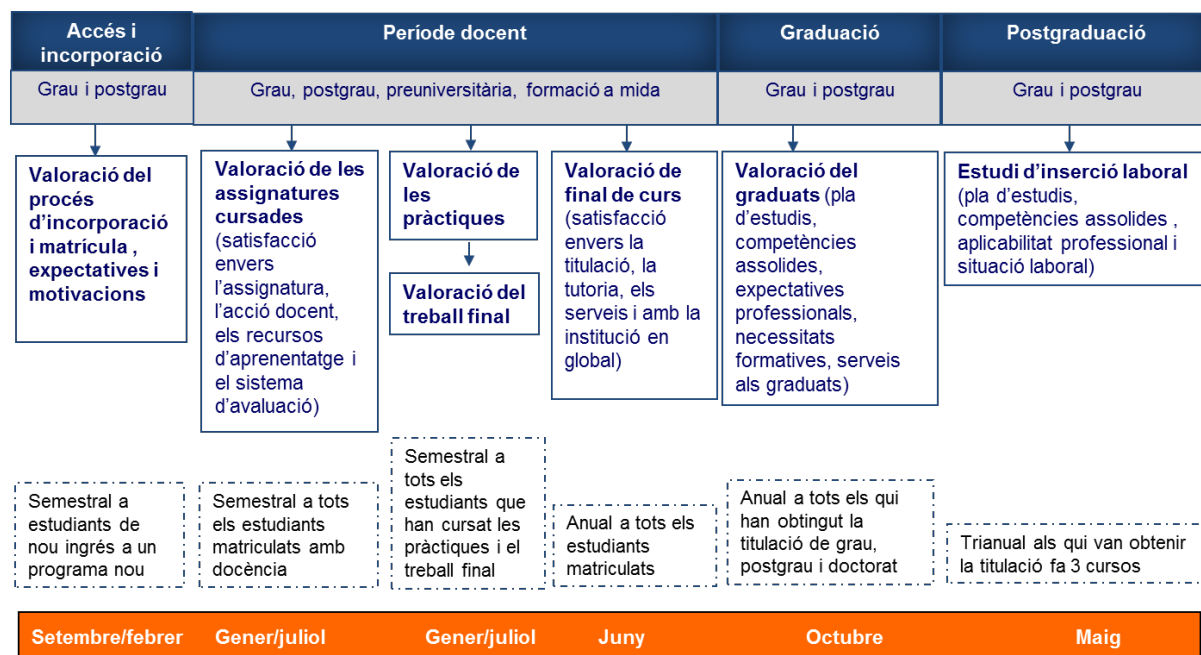 Accés i
incorporació
Període docent
Graduació
Postgraduació
Grau i postgrau
Grau, postgrau, preuniversitària, formació a mida
Grau i postgrau
Grau i postgrau
Valoració del
procés
d’incorporació
i matrícula ,
expectatives i
motivacions
Valoració de les
assignatures
cursades
(satisfacció
envers
l’assignatura,
l’acció docent,
els recursos
d’aprenentatge i
el sistema
d’avaluació)
Valoració de
les
pràctiques
Valoració del
treball final
Valoració de
final de curs
(satisfacció
envers la
titulació, la
tutoria, els
serveis i amb la
institució en
global)
Valoració del
graduats (pla
d’estudis,
competències
assolides,
expectatives
professionals,
necessitats
formatives, serveis
als graduats)
Estudi d’inserció laboral
(pla d’estudis,
competències assolides ,
aplicabilitat professional i
situació laboral)
Semestral a
estudiants de
nou ingrés a un
programa nou
Semestral a tots
els estudiants
matriculats amb
docència
Semestral a
tots els
estudiants que
han cursat les
pràctiques i el
treball final
Anual a tots els
estudiants
matriculats
Anual a tots els qui
han obtingut la
titulació de grau,
postgrau i doctorat
Trianual als qui van obtenir
la titulació fa 3 cursos
Setembre/febrer
Gener/juliol
Gener/juliol
Juny
Octubre
Maig